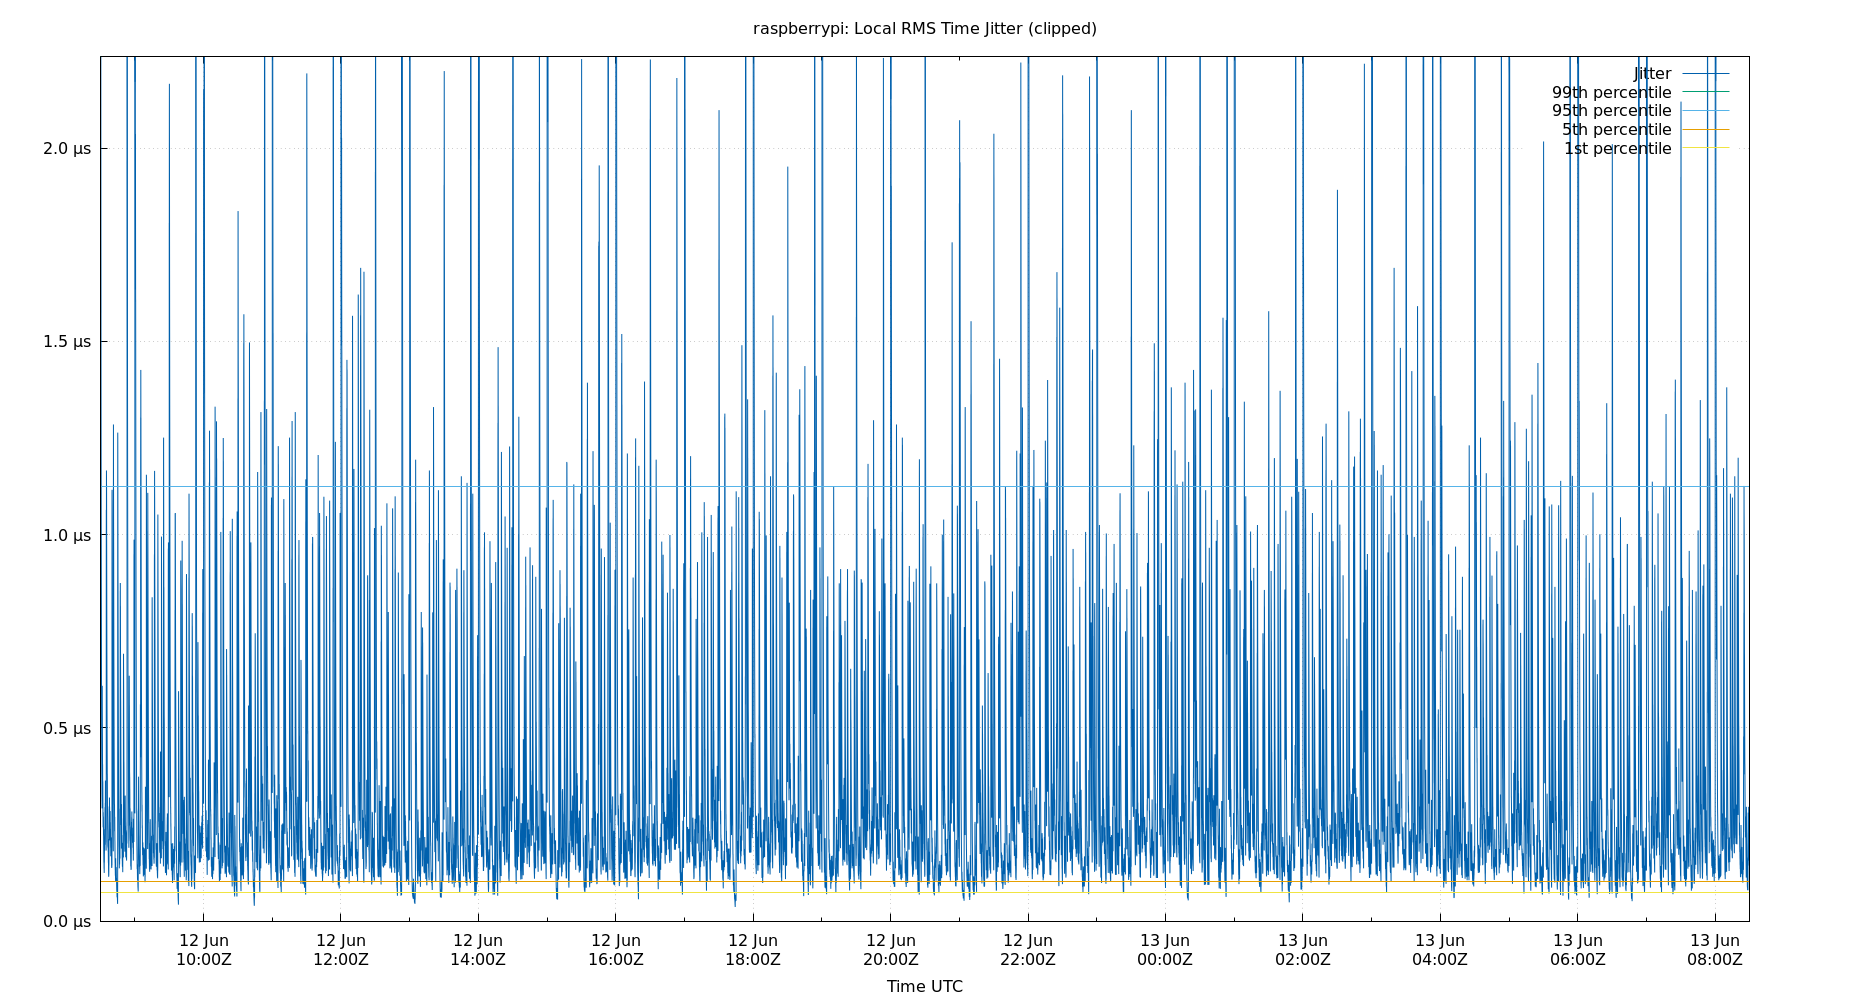 raspberrypi: Local RMS Time Jitter (clipped)
Jitter
99th percentile
95th percentile
5th percentile
1st percentile
2.0 µs
1.5 µs
1.0 µs
0.5 µs
0.0 µs
12 Jun 12 Jun 12 Jun 12 Jun 12 Jun 12 Jun 12 Jun 13 Jun 13 Jun 13 Jun 13 Jun 13 Jun
10:00Z 12:00Z 14:00Z 16:00Z 18:00Z 20:00Z 22:00Z 00:00Z 02:00Z 04:00Z 06:00Z 08:00Z
Time UTC